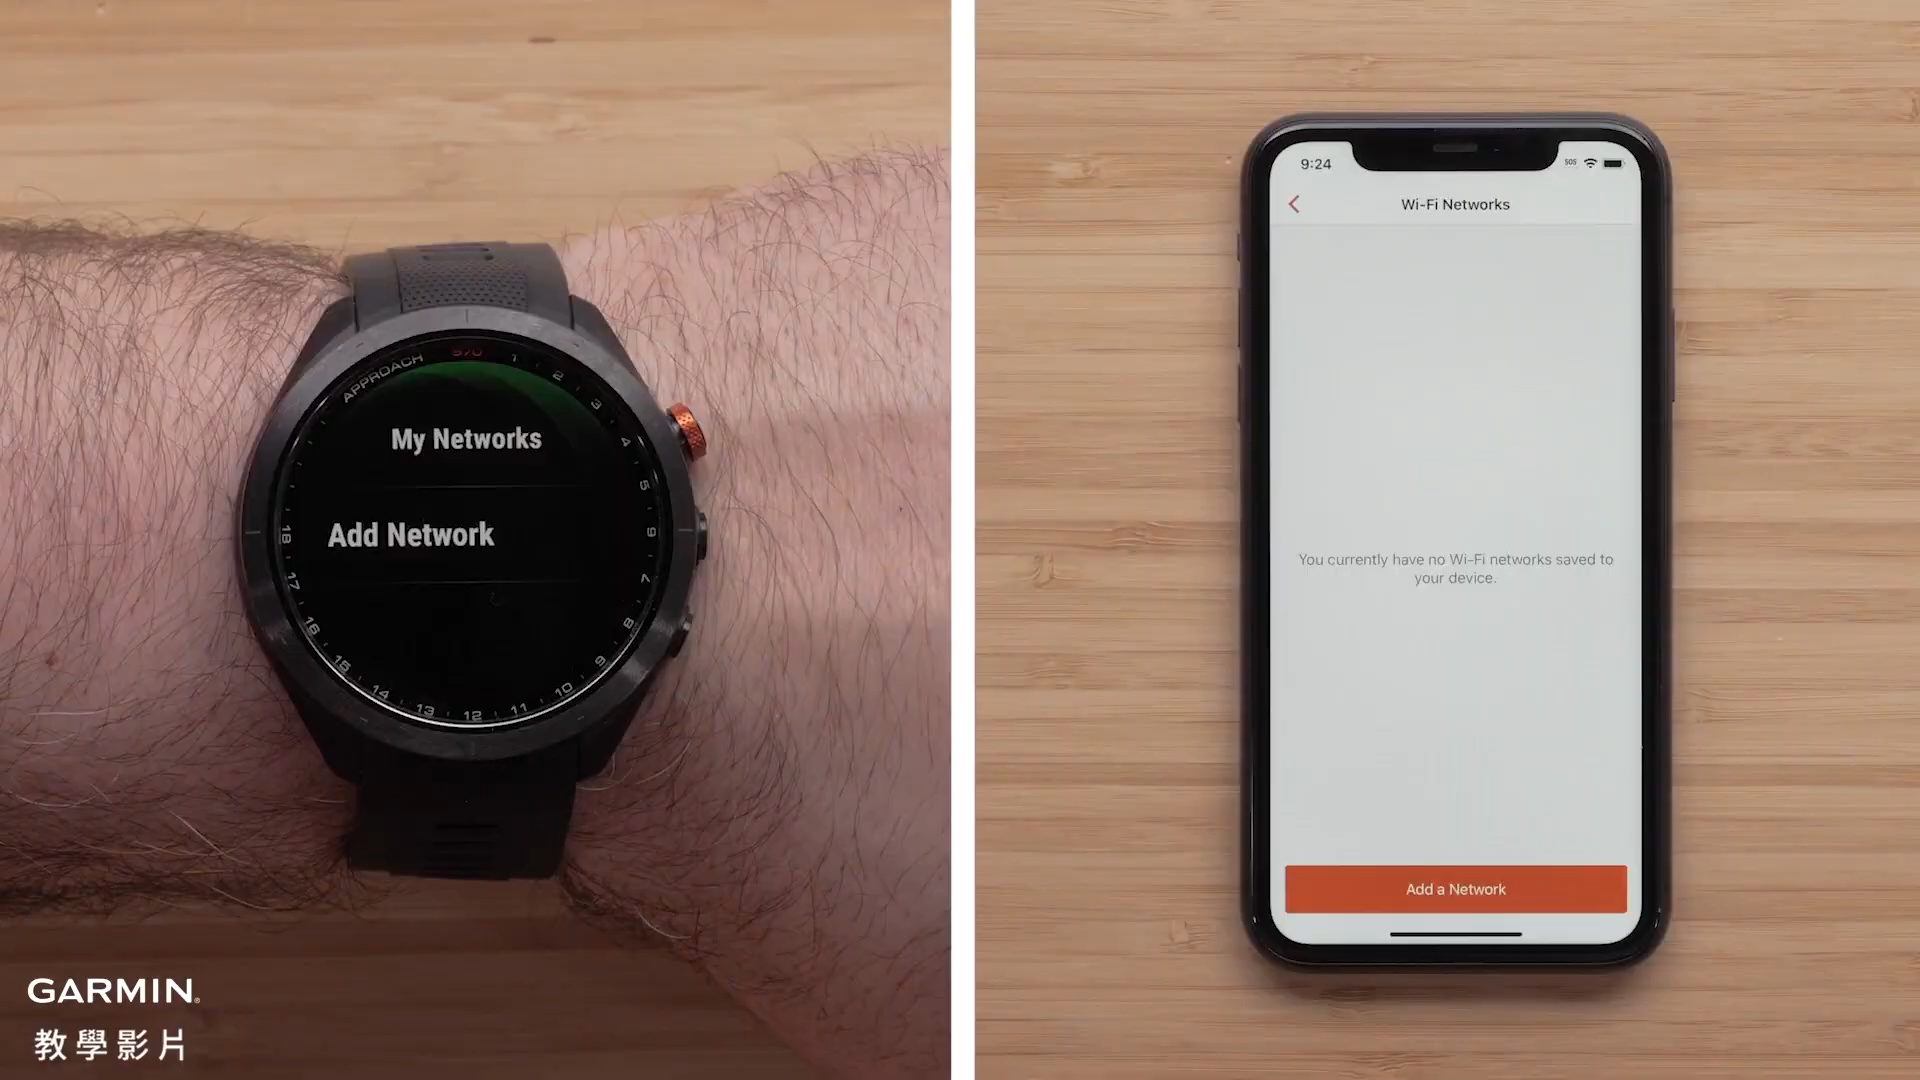 APPROACH S70
1
2
3
4
5
6
7
8
9
10
11
12
13
14
15
16
17
18
My Networks
Add Network
9:24
SOS
Wi-Fi Networks
You currently have no Wi-Fi networks saved to
your device.
Add a Network
GARMIN
教學影片